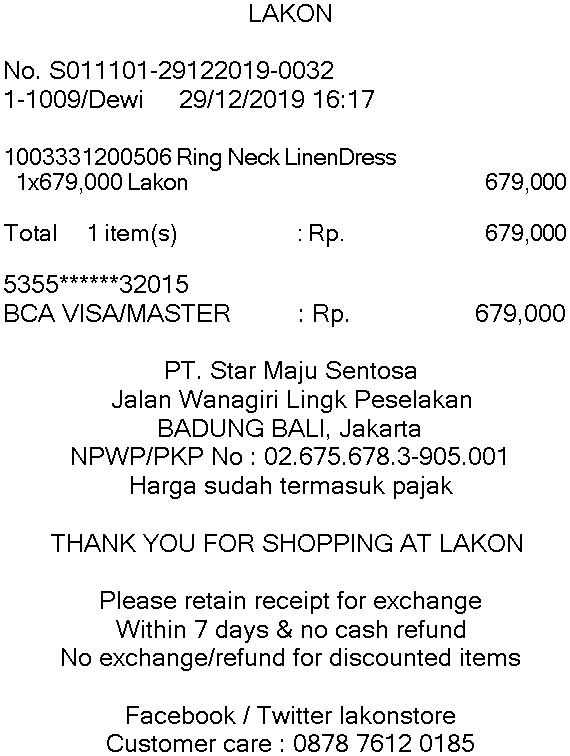 LAKON
No. S011101-29122019-0032
1-1009/Dewi 29/12/2019 16:17
1003331200506 Ring Neck LinenDress
1x679,000 Lakon 679,000
Total 1 item(s) : Rp. 679,000
5355******32015
BCA VISA/MASTER : Rp. 679,000
PT. Star Maju Sentosa
Jalan Wanagiri Lingk Peselakan
BADUNG BALI, Jakarta
NPWP/PKP No : 02.675.678.3-905.001
Harga sudah termasuk pajak
THANK YOU FOR SHOPPING AT LAKON
Please retain receipt for exchange
Within 7 days & no cash refund
No exchange/refund for discounted items
Facebook / Twitter lakonstore
Customer care : 0878 7612 0185